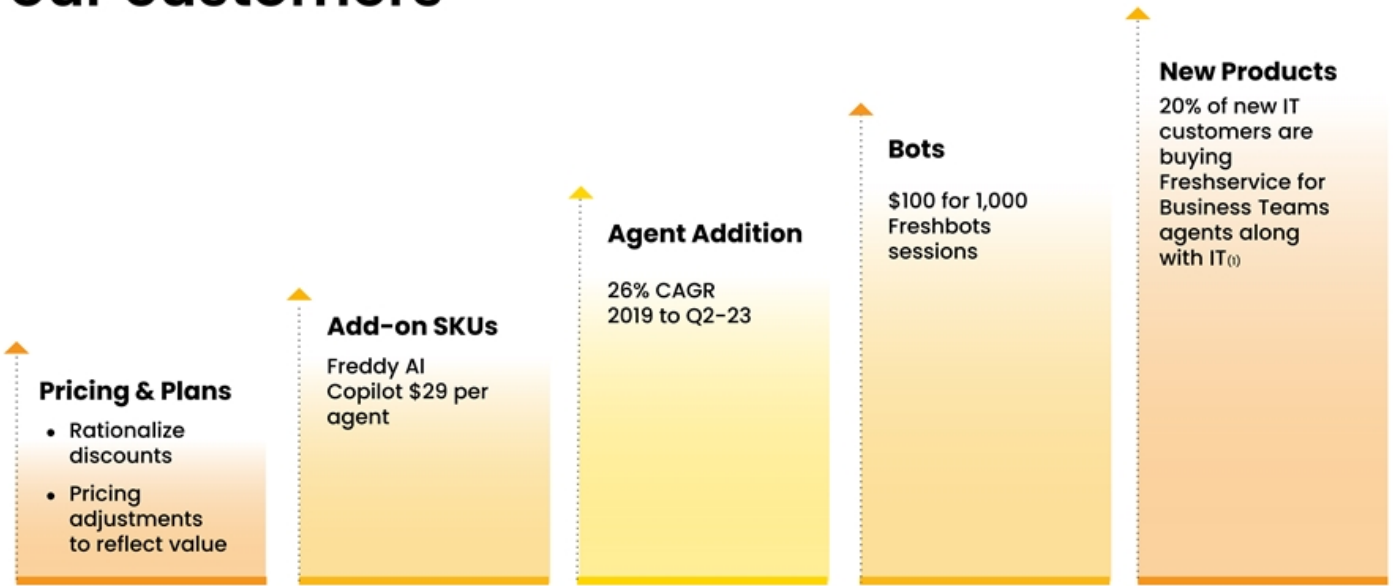 our customers
Pricing & Plans
• Rationalize
discounts
• Pricing
adjustments
to reflect value
Add-on SKUs
Freddy AI
Copilot $29 per
agent
Agent Addition
26% CAGR
2019 to Q2-23
Bots
$100 for 1,000
Freshbots
sessions
New Products
20% of new IT
customers are
buying
Freshservice for
Business Teams
agents along
with IT(1)